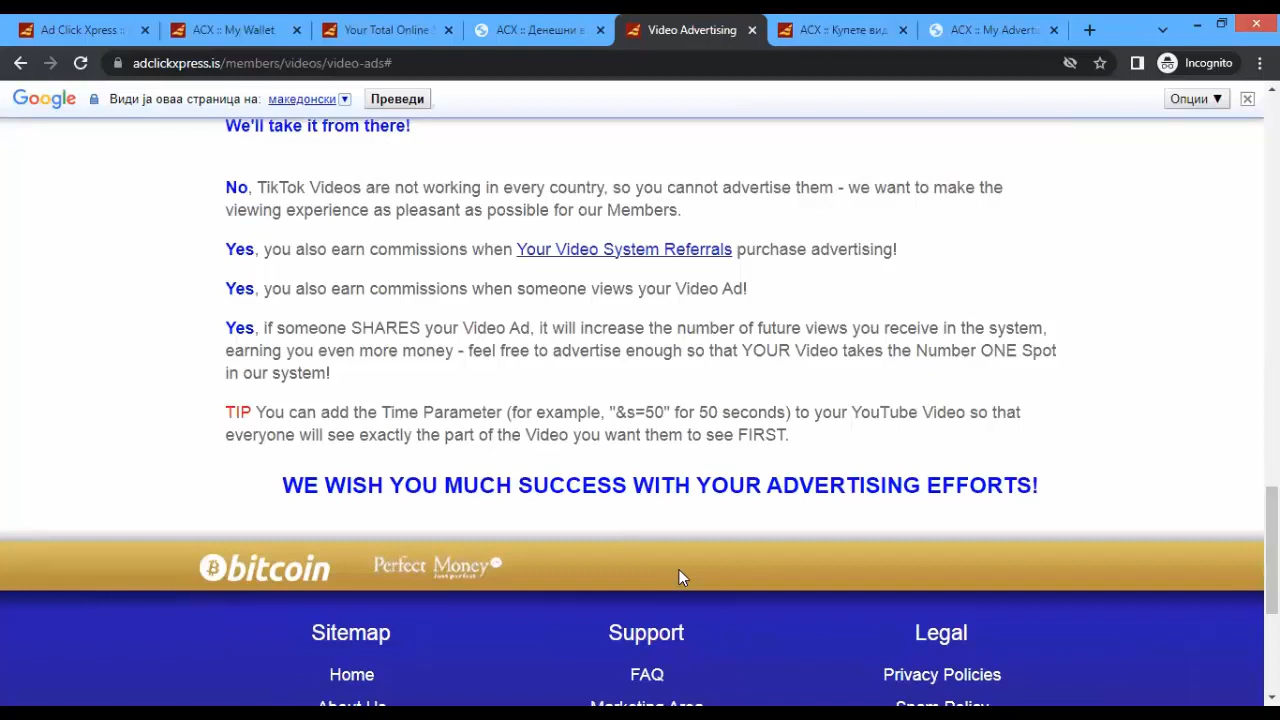 Ad Click Xpress ::
ACX :: My Wallet
Your Total Online
ACX :: Денешни
Video Advertising
ACX :: Купете вид
ACX :: My Advert
adclickxpress.is/members/videos/video-ads#
Incognito
Google Види ја оваа страница на: македонски Преведи Опции
We'll take it from there!
No, TikTok Videos are not working in every country, so you cannot advertise them - we want to make the
viewing experience as pleasant as possible for our Members.
Yes, you also earn commissions when Your Video System Referrals purchase advertising!
Yes, you also earn commissions when someone views your Video Ad!
Yes, if someone SHARES your Video Ad, it will increase the number of future views you receive in the system,
earning you even more money - feel free to advertise enough so that YOUR Video takes the Number ONE Spot
in our system!
TIP You can add the Time Parameter (for example, "&s=50" for 50 seconds) to your YouTube Video so that
everyone will see exactly the part of the Video you want them to see FIRST.
WE WISH YOU MUCH SUCCESS WITH YOUR ADVERTISING EFFORTS!
bitcoin Perfect Money
Sitemap Support Legal
Home FAQ Privacy Policies
About Us Marketing Area Spam Policy